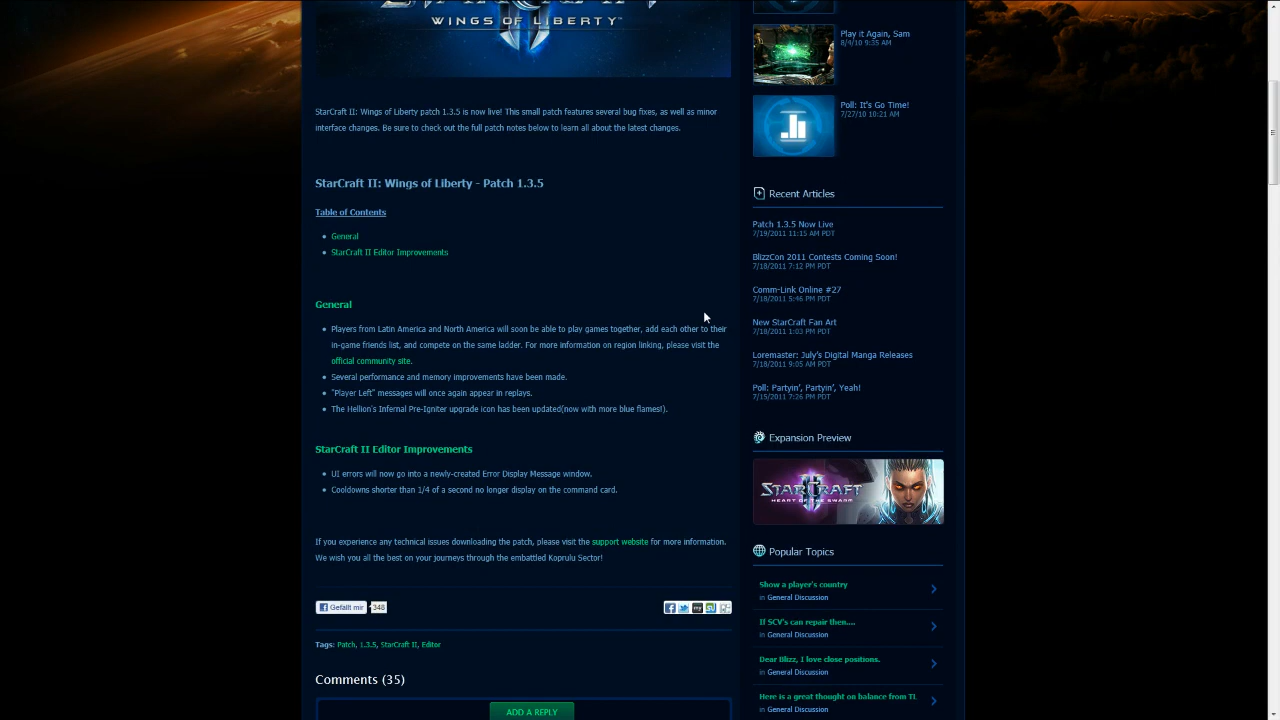 WINGS OF LIBERTY™
StarCraft II: Wings of Liberty patch 1.3.5 is now live! This small patch features several bug fixes, as well as minor
interface changes. Be sure to check out the full patch notes below to learn all about the latest changes.
StarCraft II: Wings of Liberty - Patch 1.3.5
Table of Contents
General
StarCraft II Editor Improvements
General
Players from Latin America and North America will soon be able to play games together, add each other to their
in-game friends list, and compete on the same ladder. For more information on region linking, please visit the
official community site.
Several performance and memory improvements have been made.
"Player Left" messages will once again appear in replays.
The Hellion's Infernal Pre-Igniter upgrade icon has been updated(now with more blue flames!).
StarCraft II Editor Improvements
UI errors will now go into a newly-created Error Display Message window.
Cooldowns shorter than 1/4 of a second no longer display on the command card.
If you experience any technical issues downloading the patch, please visit the support website for more information.
We wish you all the best on your journeys through the embattled Koprulu Sector!
Gefällt mir 348
Tags: Patch, 1.3.5, StarCraft II, Editor
Comments (35)
ADD A REPLY
Play it Again, Sam
8/4/10 9:35 AM
Poll: It's Go Time!
7/27/10 10:21 AM
Recent Articles
Patch 1.3.5 Now Live
7/19/2011 11:15 AM PDT
BlizzCon 2011 Contests Coming Soon!
7/18/2011 7:12 PM PDT
Comm-Link Online #27
7/18/2011 5:46 PM PDT
New StarCraft Fan Art
7/18/2011 1:03 PM PDT
Loremaster: July's Digital Manga Releases
7/18/2011 9:05 AM PDT
Poll: Partyin', Partyin', Yeah!
7/15/2011 7:26 PM PDT
Expansion Preview
STARCRAFT
HEART OF THE SWARM
Popular Topics
Show a player's country
in General Discussion
If SCV's can repair then....
in General Discussion
Dear Blizz, I love close positions.
in General Discussion
Here is a great thought on balance from TL
in General Discussion